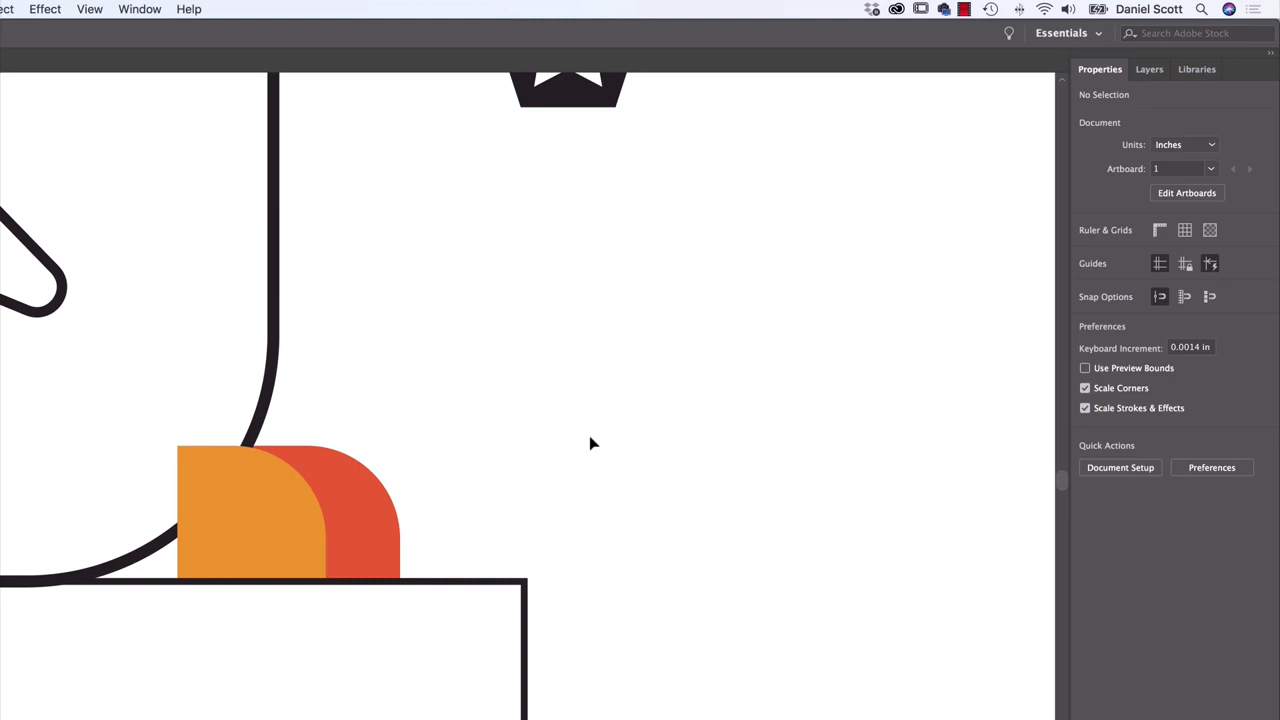 ect Effect View Window Help Daniel Scott
Essentials Search Adobe Stock
Properties Layers Libraries
No Selection
Document
Units: Inches
Artboard: 1
Edit Artboards
Ruler & Grids
Guides
Snap Options
Preferences
Keyboard Increment: 0.0014 in
Use Preview Bounds
Scale Corners
Scale Strokes & Effects
Quick Actions
Document Setup Preferences